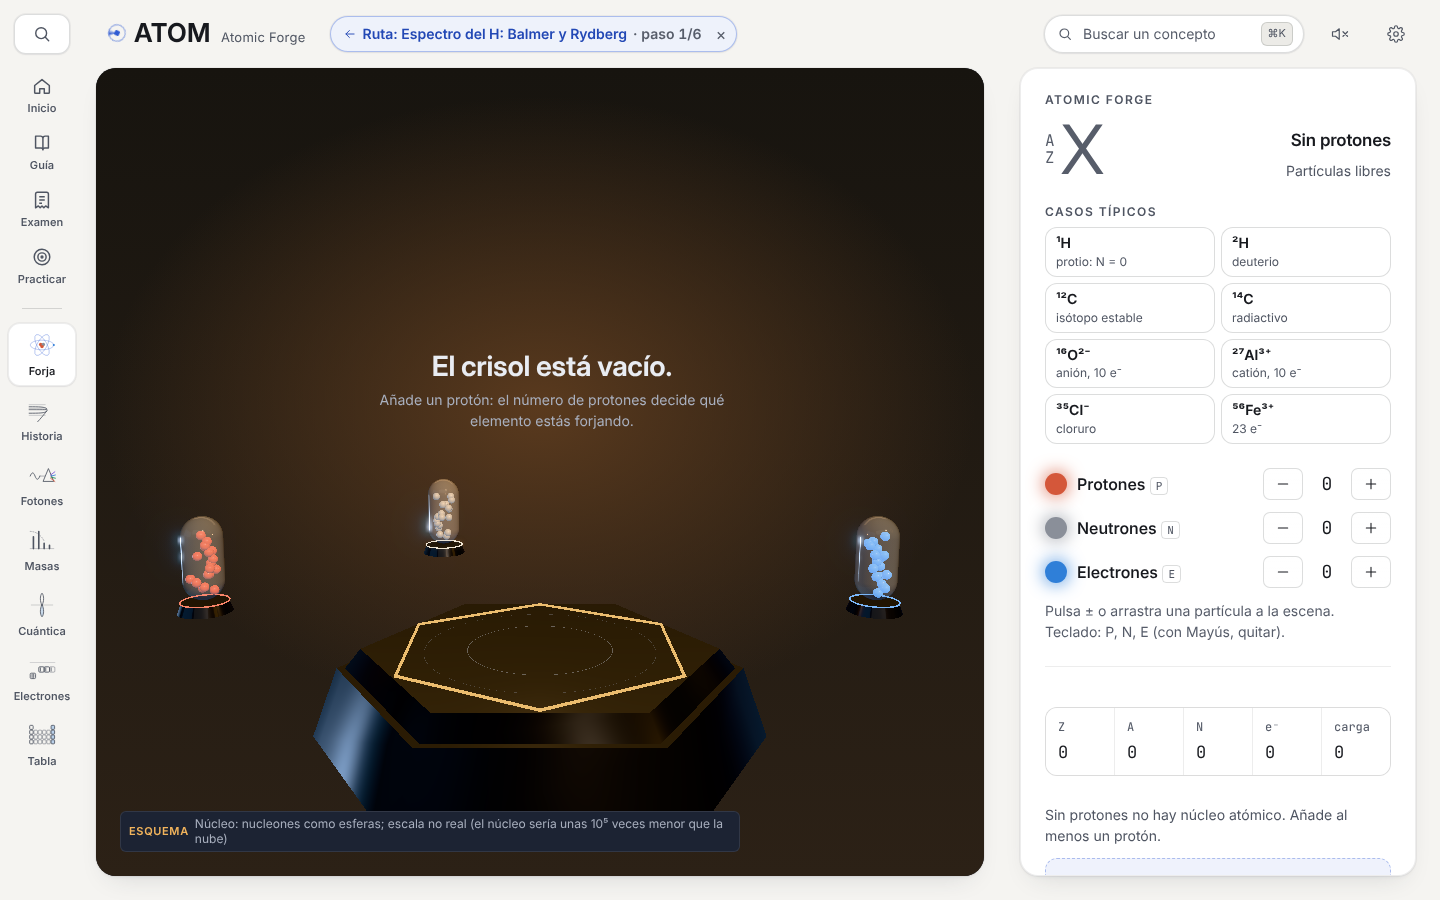 ATOM Atomic Forge
← Ruta: Espectro del H: Balmer y Rydberg · paso 1/6 ×
Buscar un concepto ⌘K
Inicio
Guía
Examen
Practicar
Forja
Historia
Fotones
Masas
Cuántica
Electrones
Tabla
El crisol está vacío.
Añade un protón: el número de protones decide qué
elemento estás forjando.
ESQUEMA Núcleo: nucleones como esferas; escala no real (el núcleo sería unas 10⁵ veces menor que la
nube)
ATOMIC FORGE
A
Z
X
Sin protones
Partículas libres
CASOS TÍPICOS
¹H
protio: N = 0
²H
deuterio
¹²C
isótopo estable
¹⁴C
radiactivo
¹⁶O²⁻
anión, 10 e⁻
²⁷Al³⁺
catión, 10 e⁻
³⁵Cl⁻
cloruro
⁵⁶Fe³⁺
23 e⁻
Protones P − 0 +
Neutrones N − 0 +
Electrones E − 0 +
Pulsa ± o arrastra una partícula a la escena.
Teclado: P, N, E (con Mayús, quitar).
Z A N e⁻ carga
0 0 0 0 0
Sin protones no hay núcleo atómico. Añade al
menos un protón.